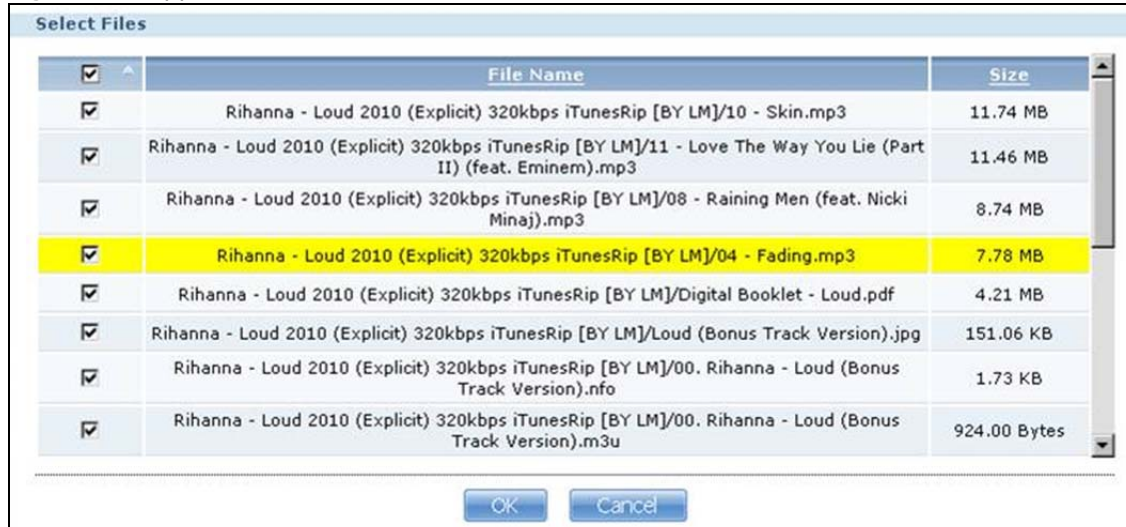 Select Files
File Name Size
Rihanna - Loud 2010 (Explicit) 320kbps iTunesRip [BY LM]/10 - Skin.mp3 11.74 MB
Rihanna - Loud 2010 (Explicit) 320kbps iTunesRip [BY LM]/11 - Love The Way You Lie (Part
II) (feat. Eminem).mp3 11.46 MB
Rihanna - Loud 2010 (Explicit) 320kbps iTunesRip [BY LM]/08 - Raining Men (feat. Nicki
Minaj).mp3 8.74 MB
Rihanna - Loud 2010 (Explicit) 320kbps iTunesRip [BY LM]/04 - Fading.mp3 7.78 MB
Rihanna - Loud 2010 (Explicit) 320kbps iTunesRip [BY LM]/Digital Booklet - Loud.pdf 4.21 MB
Rihanna - Loud 2010 (Explicit) 320kbps iTunesRip [BY LM]/Loud (Bonus Track Version).jpg 151.06 KB
Rihanna - Loud 2010 (Explicit) 320kbps iTunesRip [BY LM]/00. Rihanna - Loud (Bonus
Track Version).nfo 1.73 KB
Rihanna - Loud 2010 (Explicit) 320kbps iTunesRip [BY LM]/00. Rihanna - Loud (Bonus
Track Version).m3u 924.00 Bytes
OK Cancel